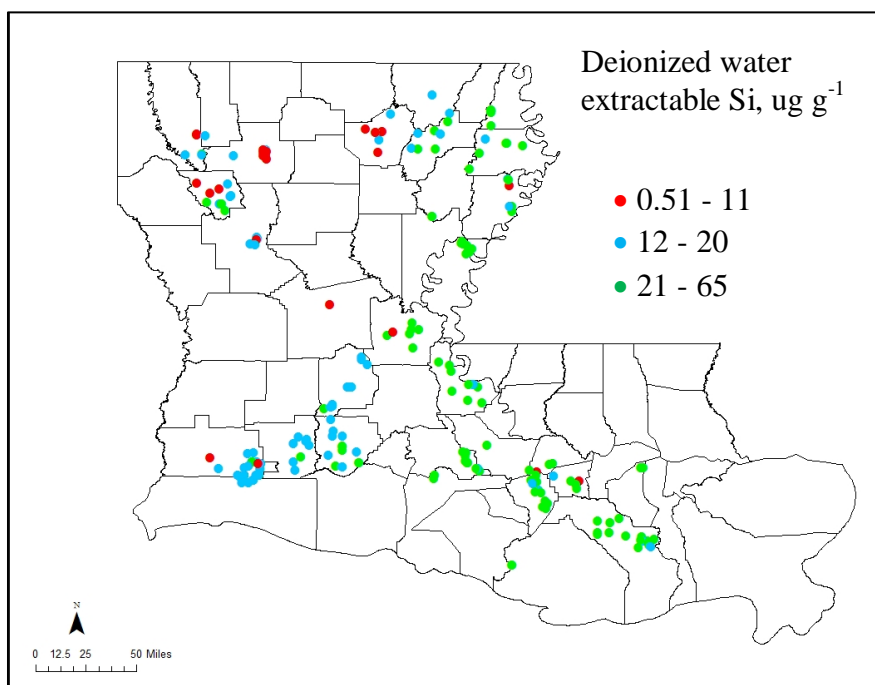 Deionized water
extractable Si, ug g⁻¹
0.51 - 11
12 - 20
21 - 65
N
0 12.5 25 50 Miles